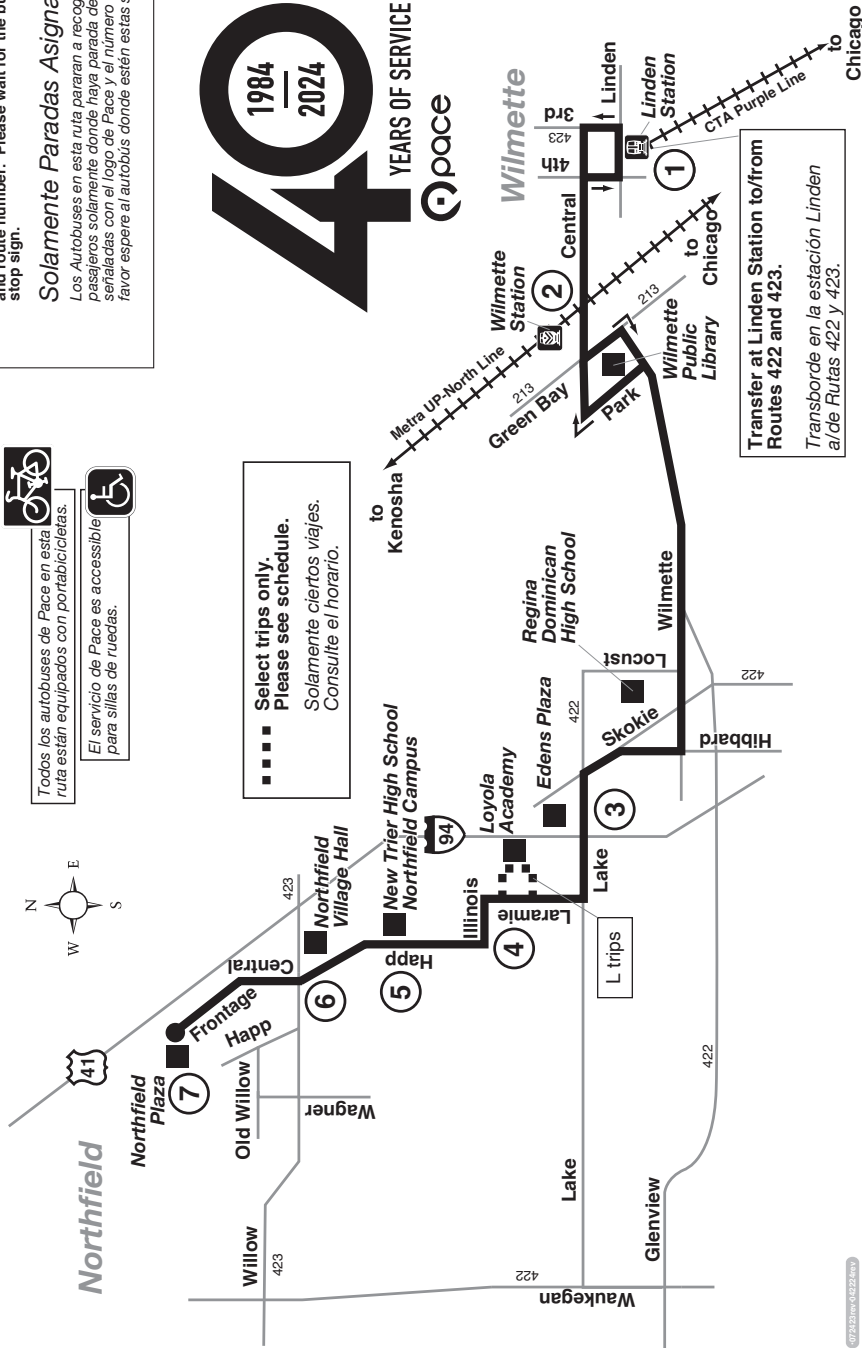 and route number. Please wait for the bu
stop sign.
Solamente Paradas Asigna
Los Autobuses en esta ruta pararan a recog
pasajeros solamente donde haya parada de
señaladas con el logo de Pace y el número
favor espere al autobús donde estén estas s
Todos los autobuses de Pace en esta
ruta están equipados con portabicicletas.
El servicio de Pace es accessible
para sillas de ruedas.
N
W
E
S
40
1984
2024
YEARS OF SERVICE
pace
Select trips only.
Please see schedule.
Solamente ciertos viajes.
Consulte el horario.
Northfield
41
Northfield
Plaza
7
Frontage
Happ
Central
423
Old Willow
Wagner
Willow
423
6
Northfield
Village Hall
New Trier High School
Northfield Campus
5
Happ
94
Illinois
4
Laramie
Loyola
Academy
L trips
Edens Plaza
Lake
3
Lake
422
Waukegan
Glenview
422
Regina
Dominican
High School
422
Skokie
Locust
Hibbard
422
Wilmette
to
Kenosha
Metra UP-North Line
213
Green Bay
Park
Wilmette
Public
Library
213
Wilmette
Station
2
to
Chicago
Central
Wilmette
4th
423
3rd
Linden
Linden
Station
1
CTA Purple Line
to
Chicago
Transfer at Linden Station to/from
Routes 422 and 423.
Transborde en la estación Linden
a/de Rutas 422 y 423.
072423rev042224rev